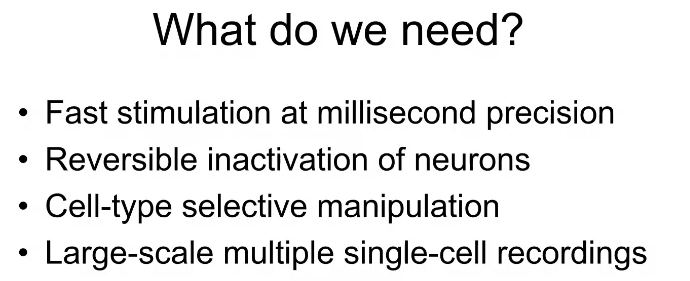 What do we need?
• Fast stimulation at millisecond precision
• Reversible inactivation of neurons
• Cell-type selective manipulation
• Large-scale multiple single-cell recordings